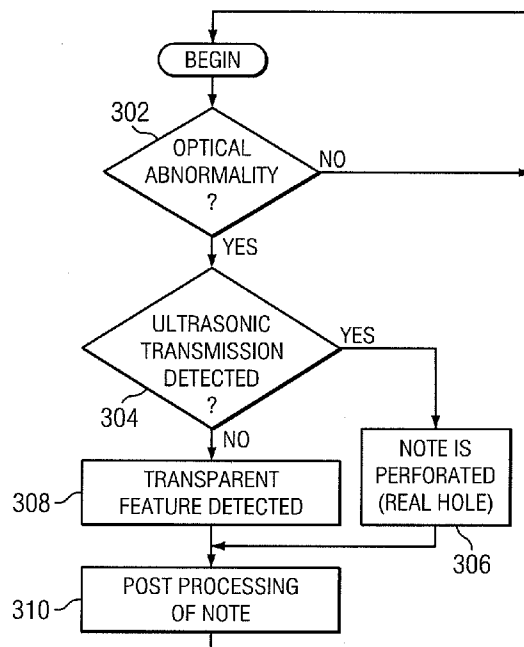 BEGIN
302
OPTICAL
ABNORMALITY
?
NO
YES
ULTRASONIC
TRANSMISSION
DETECTED
?
YES
304
NO
308
TRANSPARENT
FEATURE DETECTED
NOTE IS
PERFORATED
(REAL HOLE)
306
310
POST PROCESSING
OF NOTE